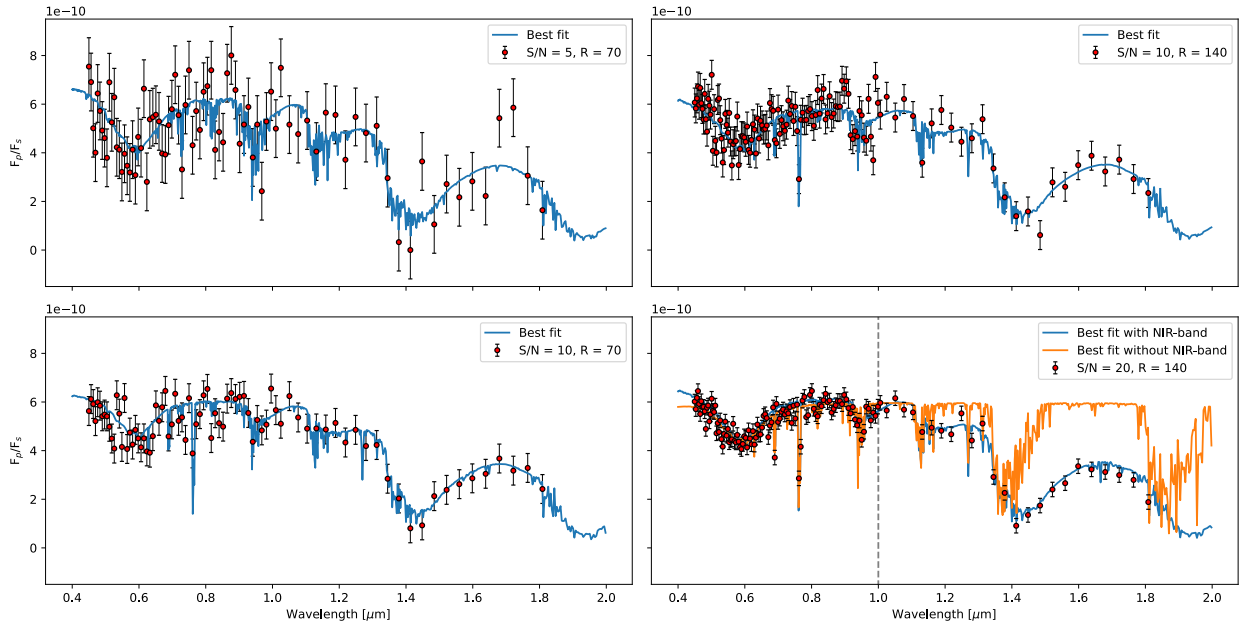 1e−10
Best fit
S/N = 5, R = 70
8
6
4
2
0
Fp/Fs
1e−10
Best fit
S/N = 10, R = 140
1e−10
Best fit
S/N = 10, R = 70
8
6
4
2
0
Fp/Fs
0.4 0.6 0.8 1.0 1.2 1.4 1.6 1.8 2.0
Wavelength [μm]
1e−10
Best fit with NIR-band
Best fit without NIR-band
S/N = 20, R = 140
0.4 0.6 0.8 1.0 1.2 1.4 1.6 1.8 2.0
Wavelength [μm]